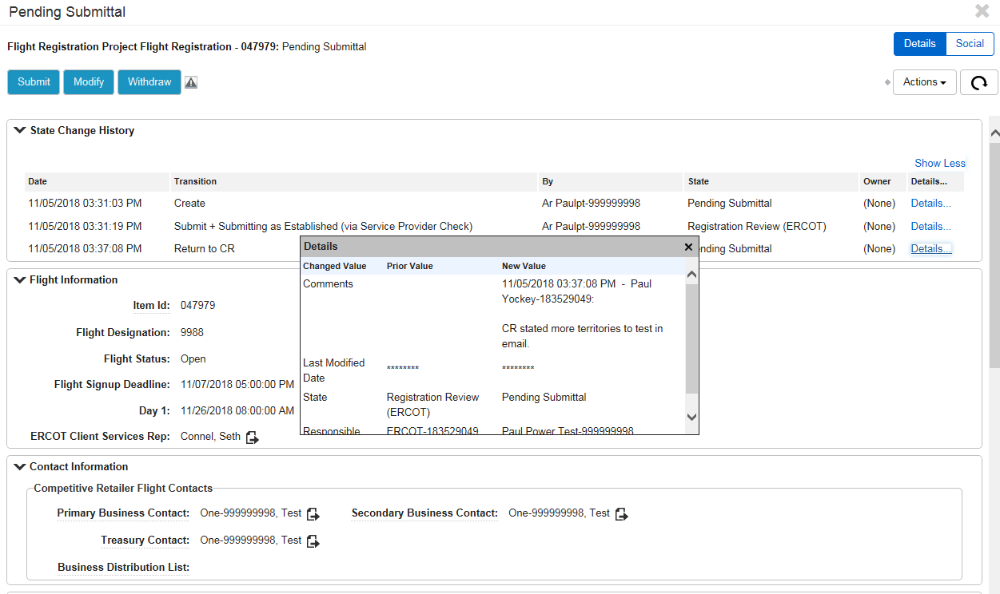 Pending Submittal
Flight Registration Project Flight Registration - 047979: Pending Submittal
Details Social
Submit Modify Withdraw
Actions
State Change History
Show Less
Date Transition By State Owner Details...
11/05/2018 03:31:03 PM Create Ar Paulpt-999999998 Pending Submittal (None) Details...
11/05/2018 03:31:19 PM Submit + Submitting as Established (via Service Provider Check) Ar Paulpt-999999998 Registration Review (ERCOT) (None) Details...
11/05/2018 03:37:08 PM Return to CR nding Submittal (None) Details...
Details
Changed Value Prior Value New Value
Comments 11/05/2018 03:37:08 PM - Paul
Yockey-183529049:
CR stated more territories to test in
email.
Last Modified
Date ******** ********
State Registration Review Pending Submittal
(ERCOT)
Responsible ERCOT-183529049 Paul Power Test-999999998
Flight Information
Item Id: 047979
Flight Designation: 9988
Flight Status: Open
Flight Signup Deadline: 11/07/2018 05:00:00 PM
Day 1: 11/26/2018 08:00:00 AM
ERCOT Client Services Rep: Connel, Seth
Contact Information
Competitive Retailer Flight Contacts
Primary Business Contact: One-999999998, Test Secondary Business Contact: One-999999998, Test
Treasury Contact: One-999999998, Test
Business Distribution List: